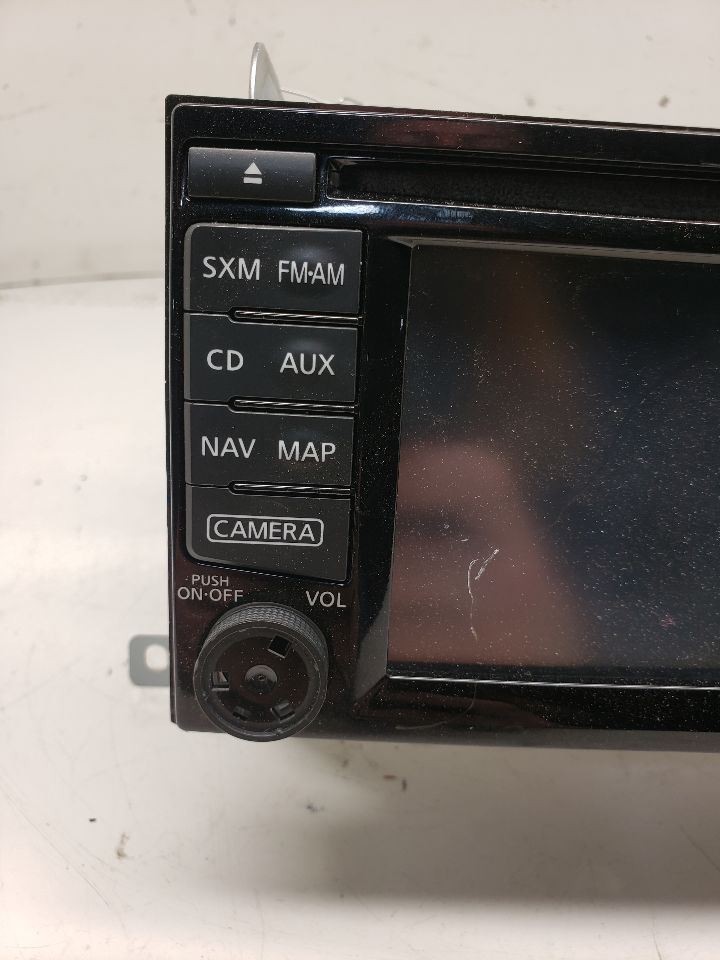 SXM FM·AM
CD AUX
NAV MAP
CAMERA
PUSH
ON·OFF VOL